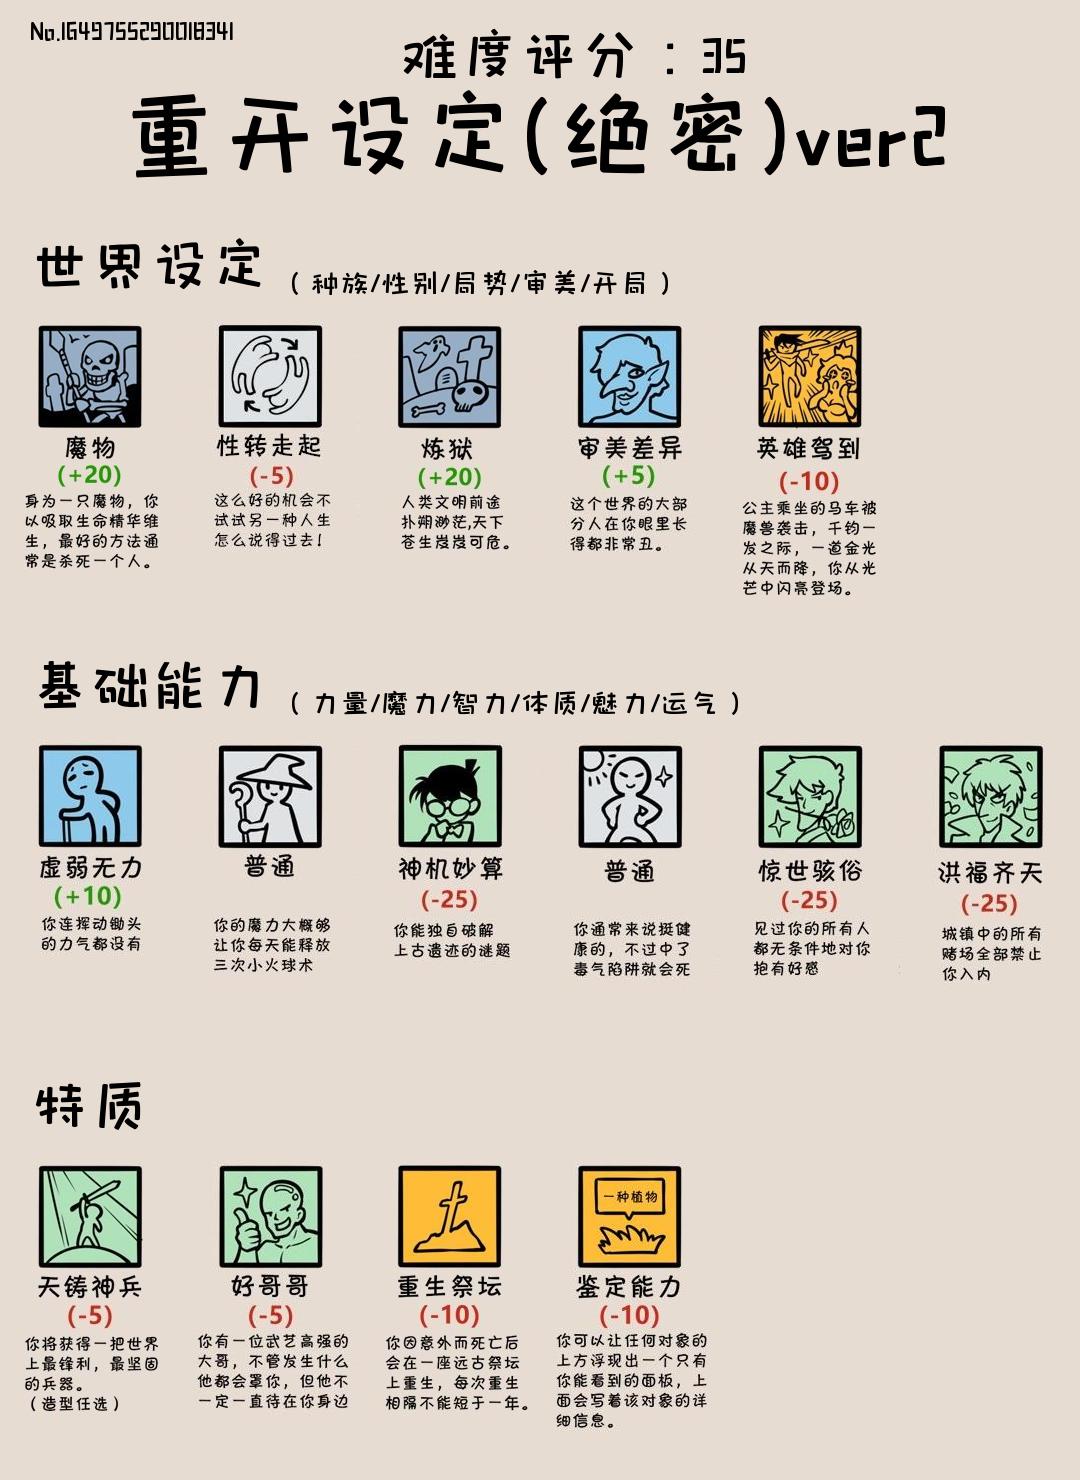 No.1649755290018341
难度评分：35
重开设定(绝密)ver2
世界设定（种族/性别/局势/审美/开局）
魔物
(+20)
身为一只魔物，你
以吸取生命精华维
生，最好的方法通
常是杀死一个人。
性转走起
(-5)
这么好的机会不
试试另一种人生
怎么说得过去！
炼狱
(+20)
人类文明前途
扑朔渺茫,天下
苍生岌岌可危。
审美差异
(+5)
这个世界的大部
分人在你眼里长
得都非常丑。
英雄驾到
(-10)
公主乘坐的马车被
魔兽袭击，千钧一
发之际，一道金光
从天而降，你从光
芒中闪亮登场。
基础能力（力量/魔力/智力/体质/魅力/运气）
虚弱无力
(+10)
你连挥动锄头
的力气都没有
普通
你的魔力大概够
让你每天能释放
三次小火球术
神机妙算
(-25)
你能独自破解
上古遗迹的谜题
普通
你通常来说挺健
康的，不过中了
毒气陷阱就会死
惊世骇俗
(-25)
见过你的所有人
都无条件地对你
抱有好感
洪福齐天
(-25)
城镇中的所有
赌场全部禁止
你入内
特质
天铸神兵
(-5)
你将获得一把世界
上最锋利，最坚固
的兵器。
（造型任选）
好哥哥
(-5)
你有一位武艺高强的
大哥，不管发生什么
他都会罩你，但他不
一定一直待在你身边
重生祭坛
(-10)
你因意外而死亡后
会在一座远古祭坛
上重生，每次重生
相隔不能短于一年。
一种植物
鉴定能力
(-10)
你可以让任何对象的
上方浮现出一个只有
你能看到的面板，上
面会写着该对象的详
细信息。